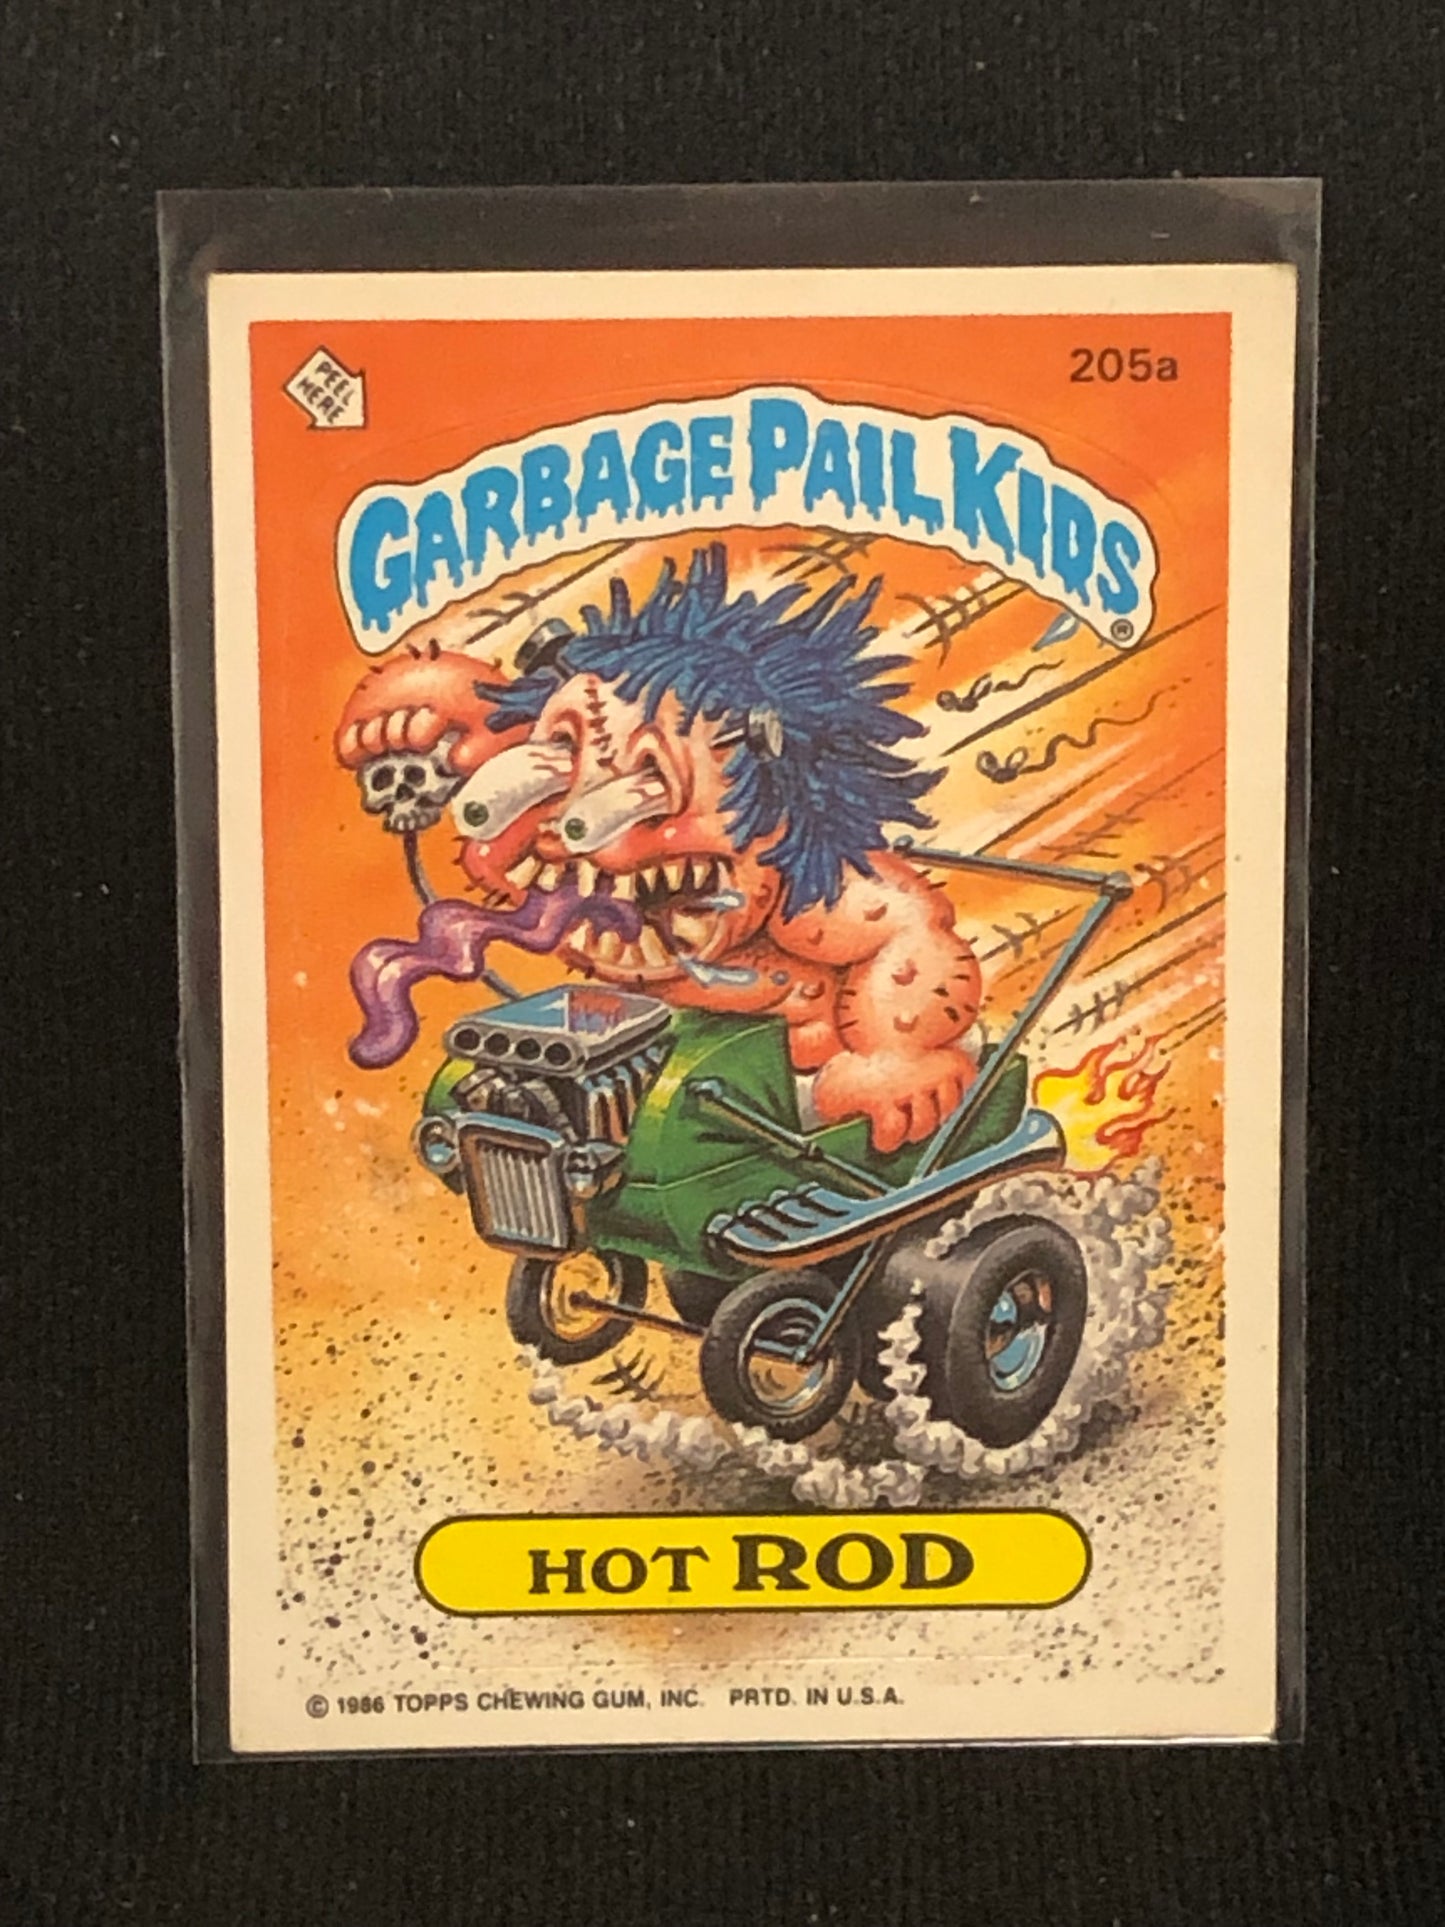 PEEL
HERE
205a
GARBAGE PAIL KIDS
®
HOT ROD
© 1986 TOPPS CHEWING GUM, INC. PRTD. IN U.S.A.